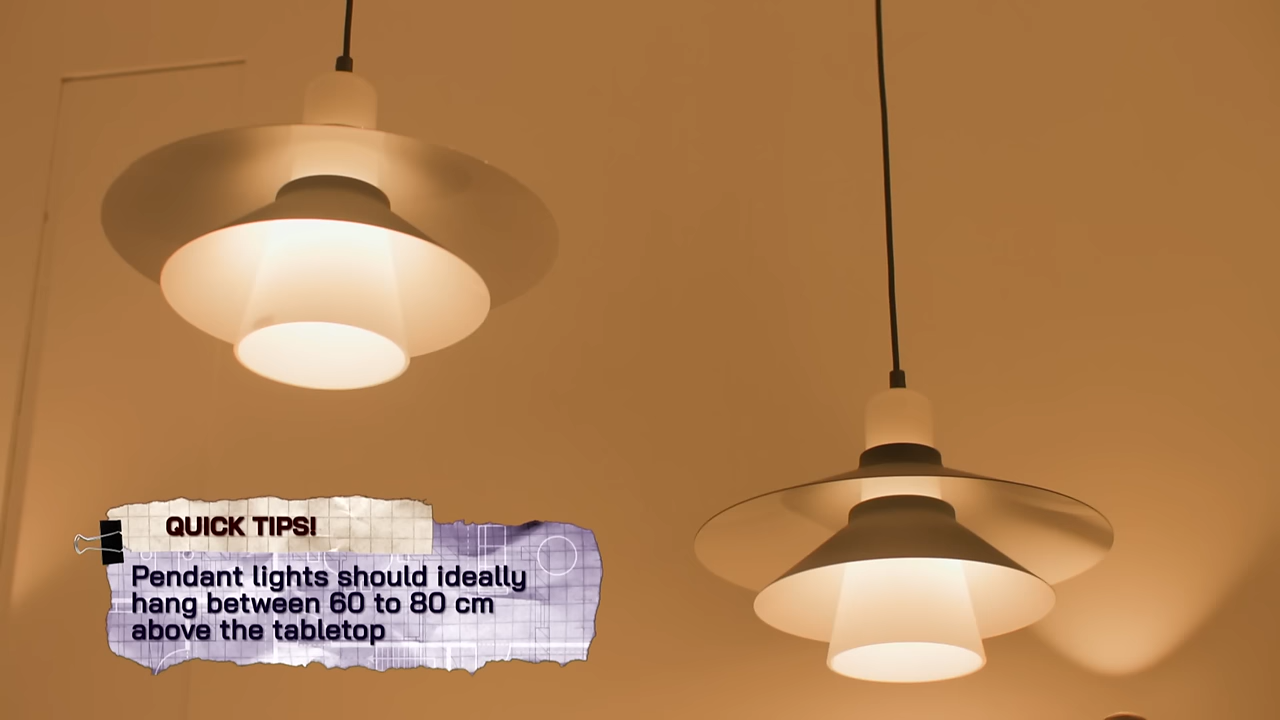 QUICK TIPS!
Pendant lights should ideally
hang between 60 to 80 cm
above the tabletop